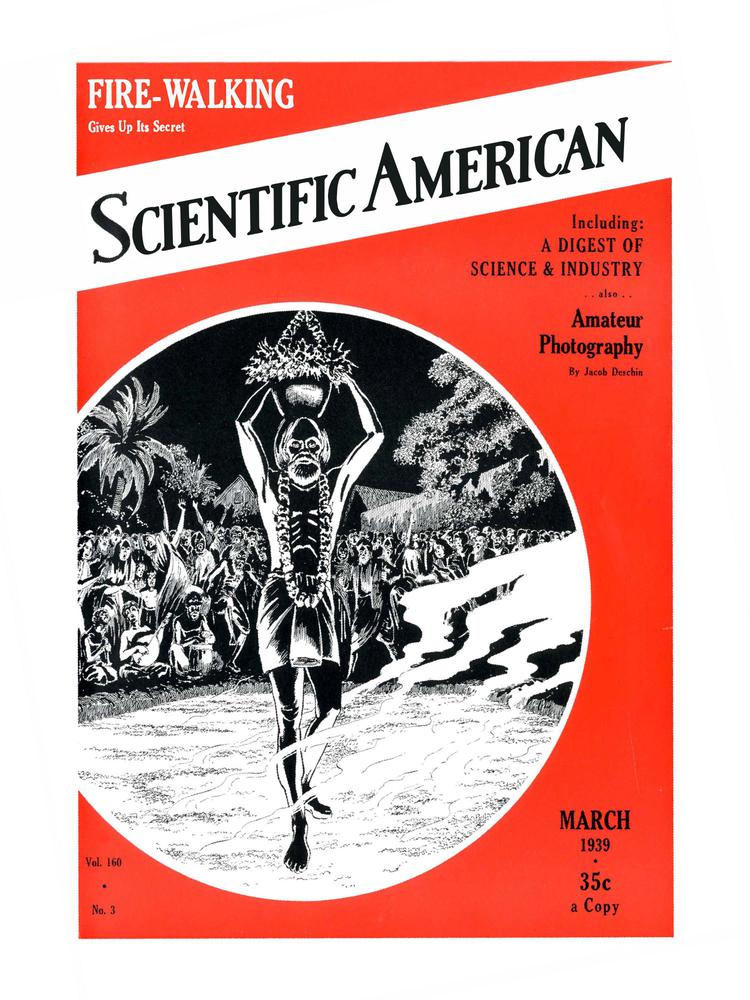 FIRE-WALKING
Gives Up Its Secret
SCIENTIFIC AMERICAN
Including:
A DIGEST OF
SCIENCE & INDUSTRY
. . also . .
Amateur
Photography
By Jacob Deschin
MARCH
1939
•
35c
a Copy
Vol. 160
•
No. 3